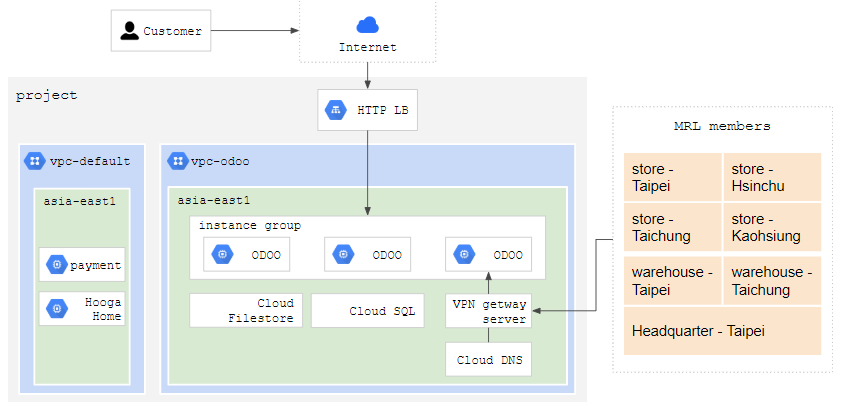 Customer
Internet
project
HTTP LB
MRL members
vpc-default
vpc-odoo
asia-east1
asia-east1
instance group
ODOO
ODOO
ODOO
payment
Hooga
Home
Cloud
Filestore
Cloud SQL
VPN getway
server
Cloud DNS
store -
Taipei
store -
Hsinchu
store -
Taichung
store -
Kaohsiung
warehouse -
Taipei
warehouse -
Taichung
Headquarter - Taipei